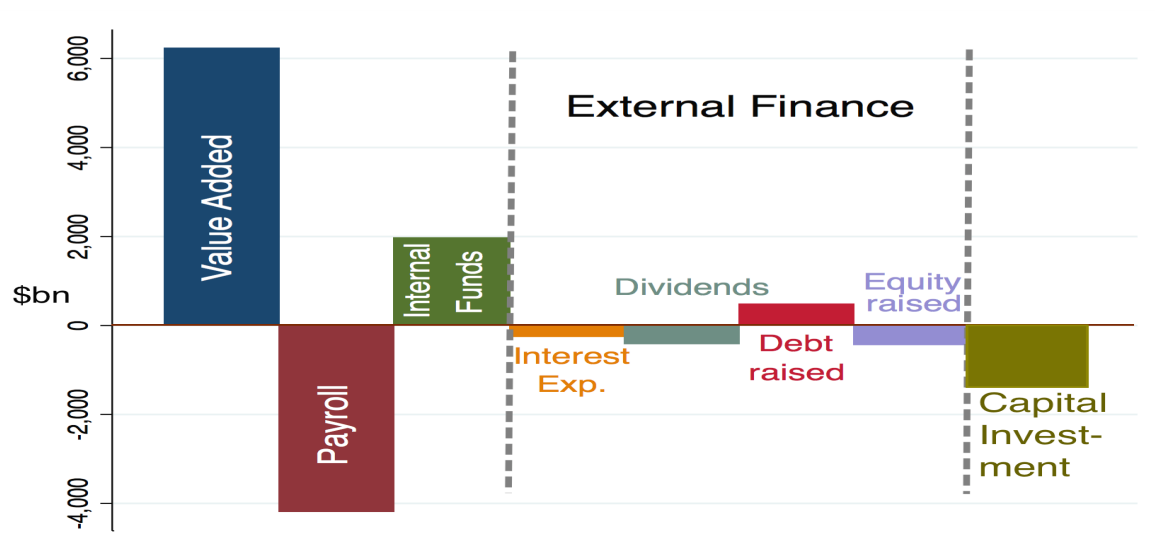 6,000
4,000
2,000
0
-2,000
-4,000
$bn
Value Added
Payroll
Internal
Funds
External Finance
Interest
Exp.
Dividends
Debt
raised
Equity
raised
Capital
Invest-
ment